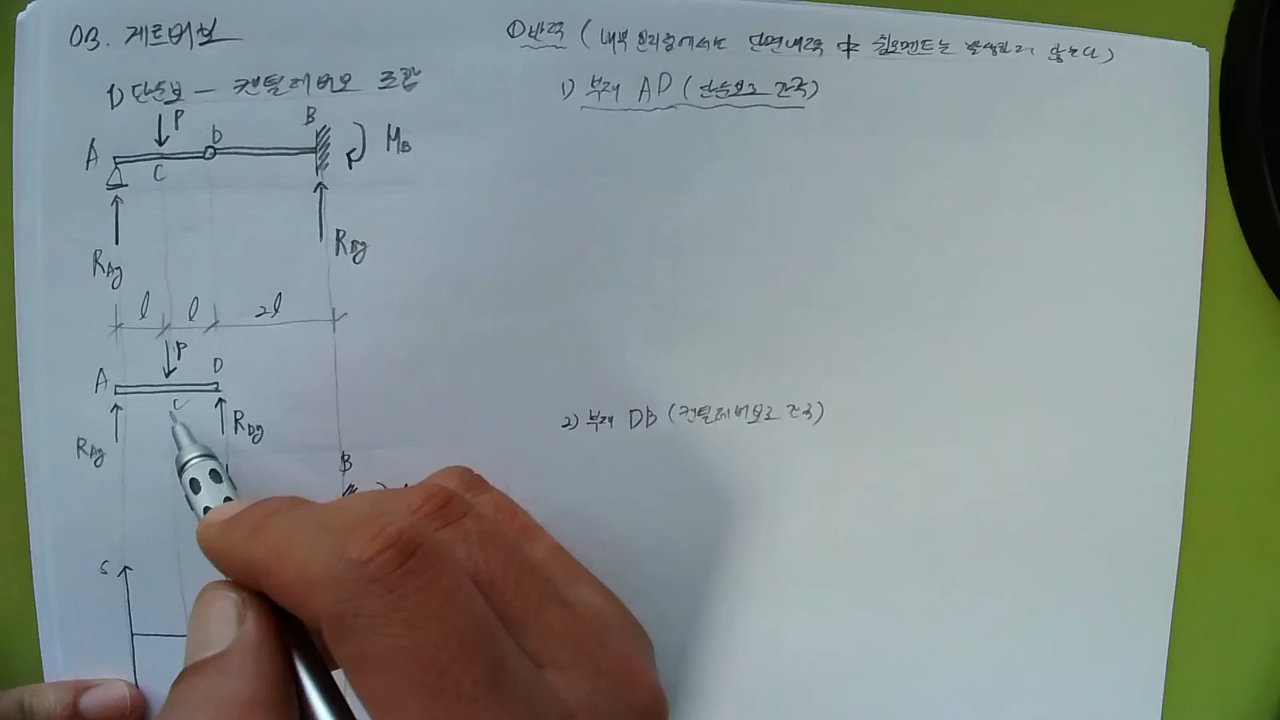 03. 게르버보
1) 단순보 - 캔틸레버보 조합
P
A
C
D
B
M_B
R_Ay
R_By
l
l
2l
P
A
C
D
R_Ay
R_Dy
B
S
① 반력 (내부 힌지함에서는 단면내력 中 휨모멘트는 발생하지 않는다)
1) 부재 AD (단순보로 간주)
2) 부재 DB (캔틸레버보로 간주)